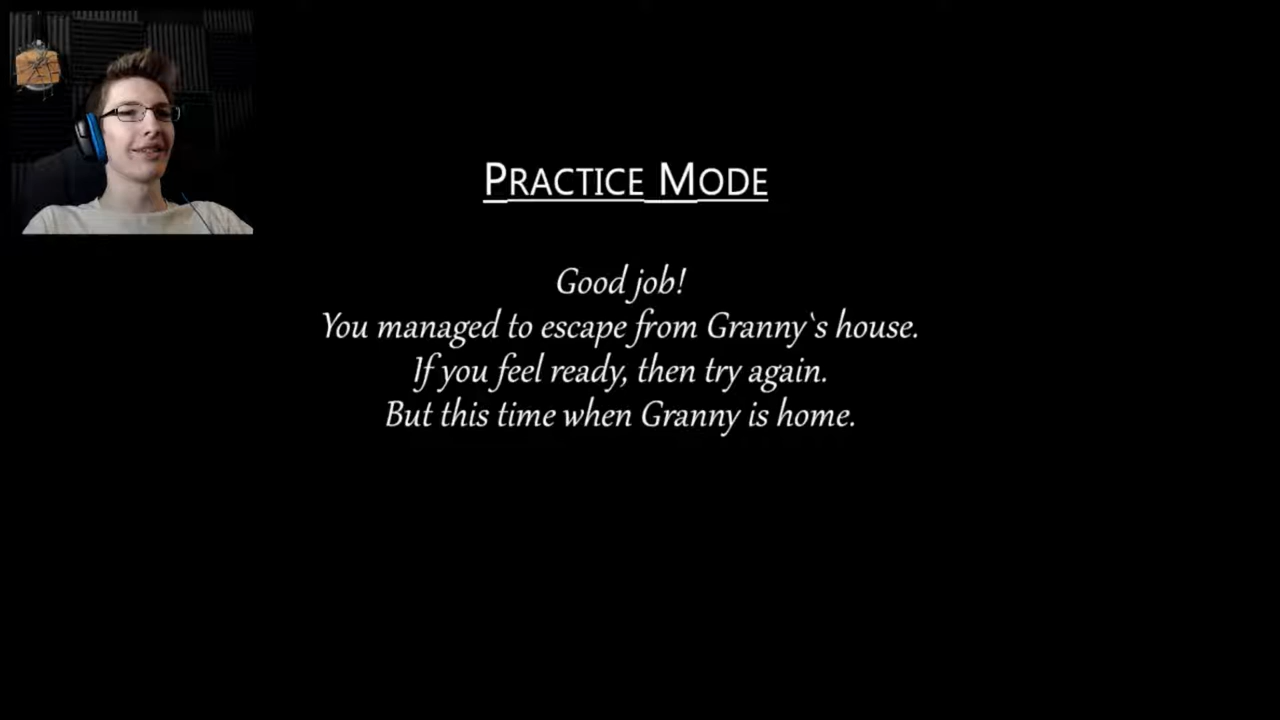 PRACTICE MODE
Good job!
You managed to escape from Granny`s house.
If you feel ready, then try again.
But this time when Granny is home.